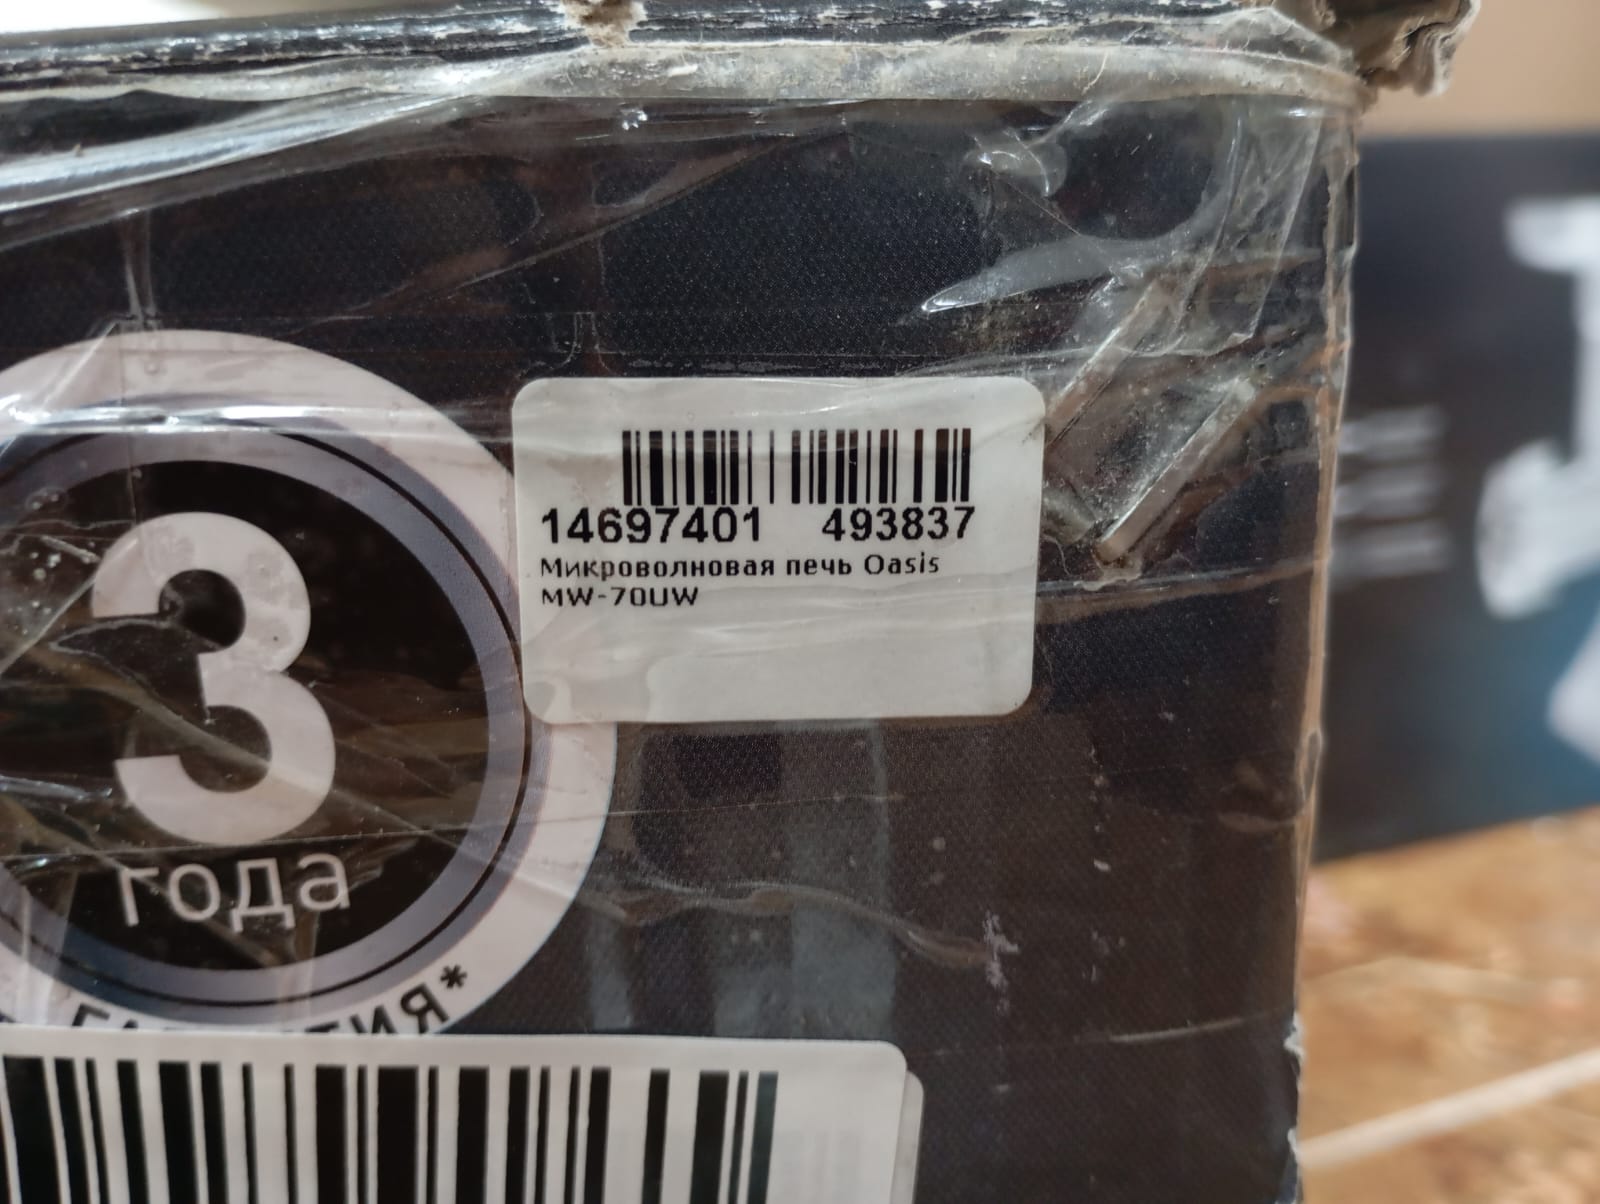 14697401 493837
Микроволновая печь Oasis
MW-70UW
3
года